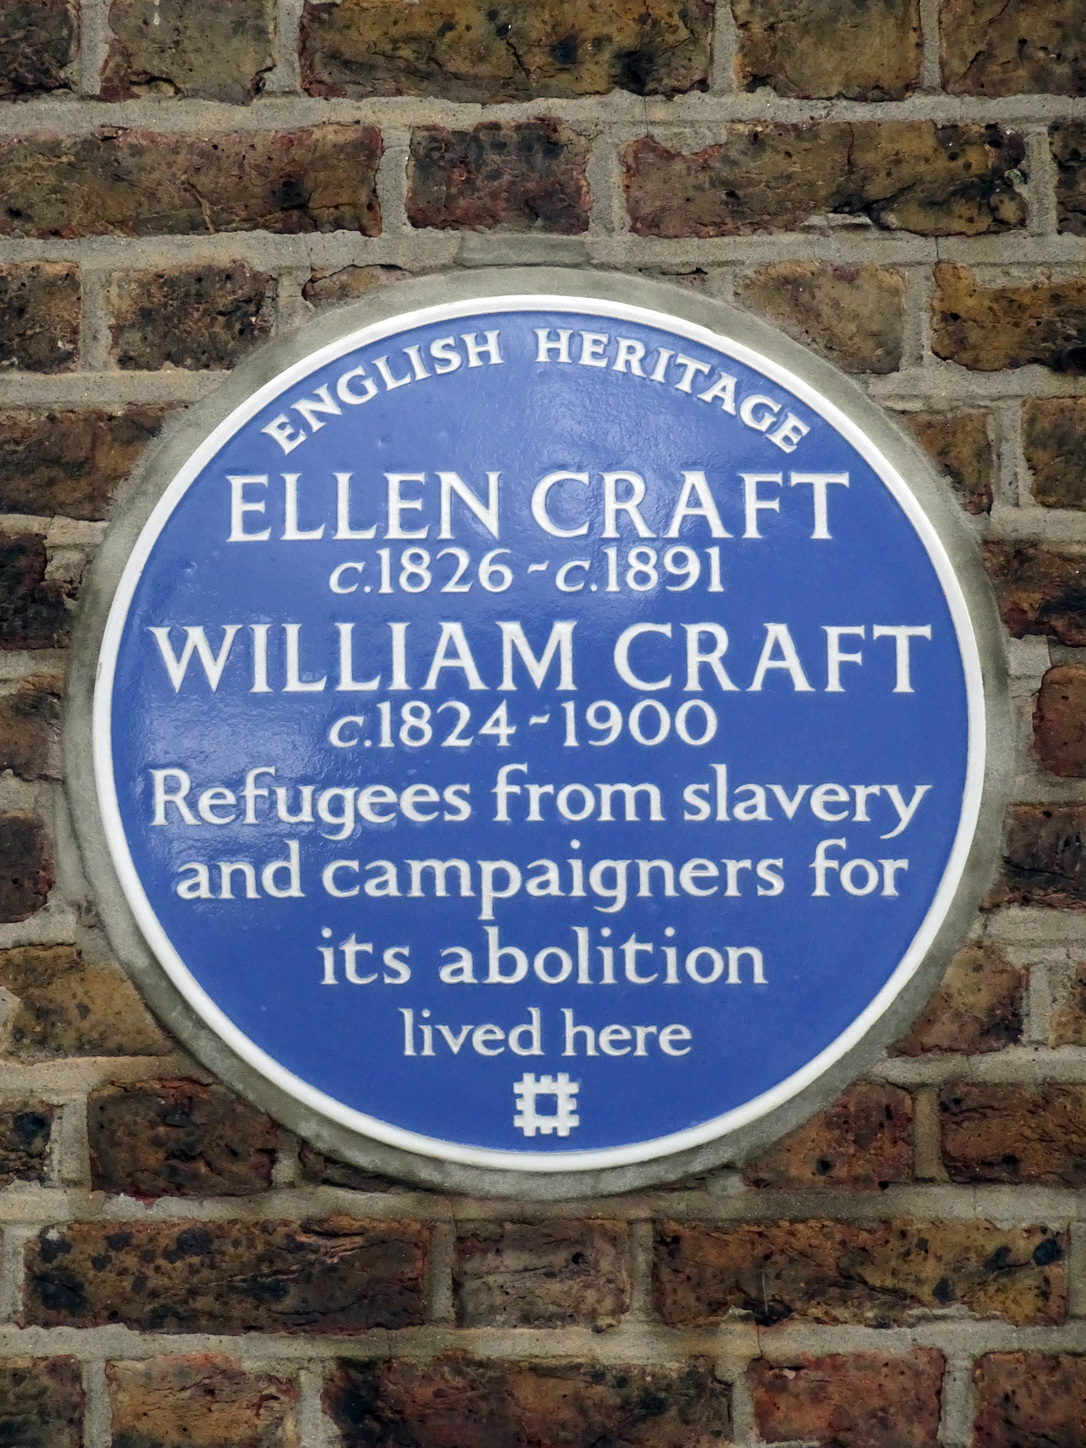 ENGLISH HERITAGE
ELLEN CRAFT
c.1826-c.1891
WILLIAM CRAFT
c.1824-1900
Refugees from slavery
and campaigners for
its abolition
lived here